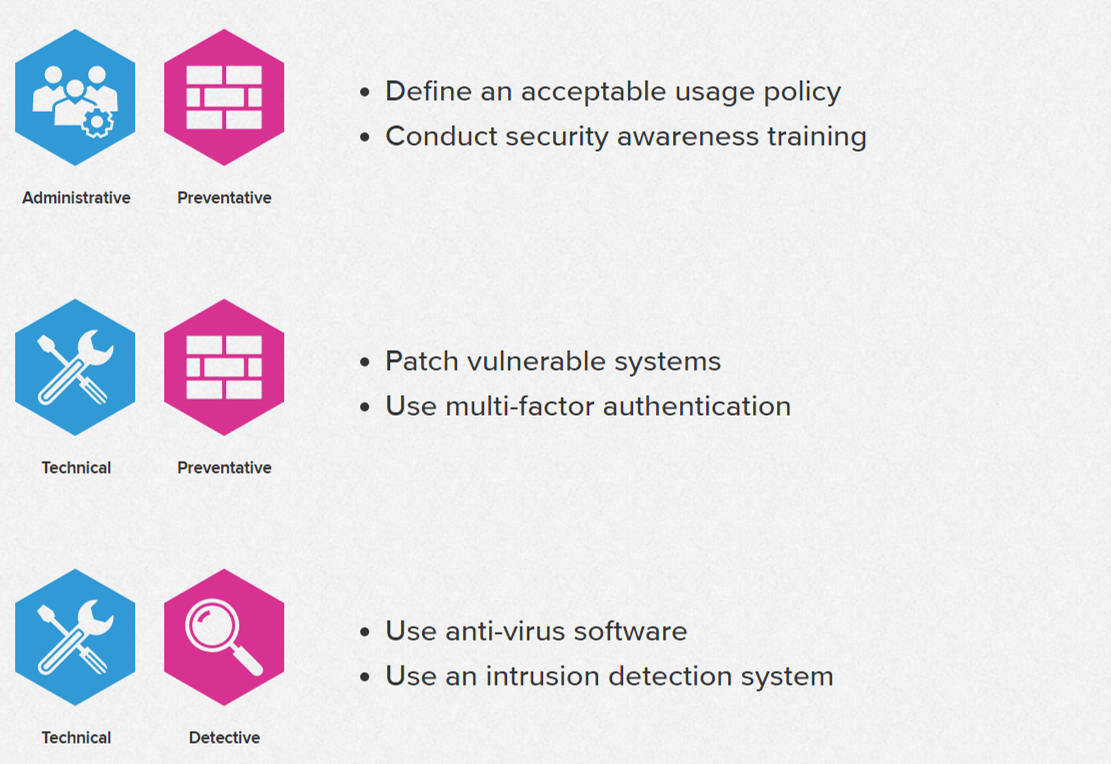 Define an acceptable usage policy
Conduct security awareness training
Administrative Preventative
Patch vulnerable systems
Use multi-factor authentication
Technical Preventative
Use anti-virus software
Use an intrusion detection system
Technical Detective